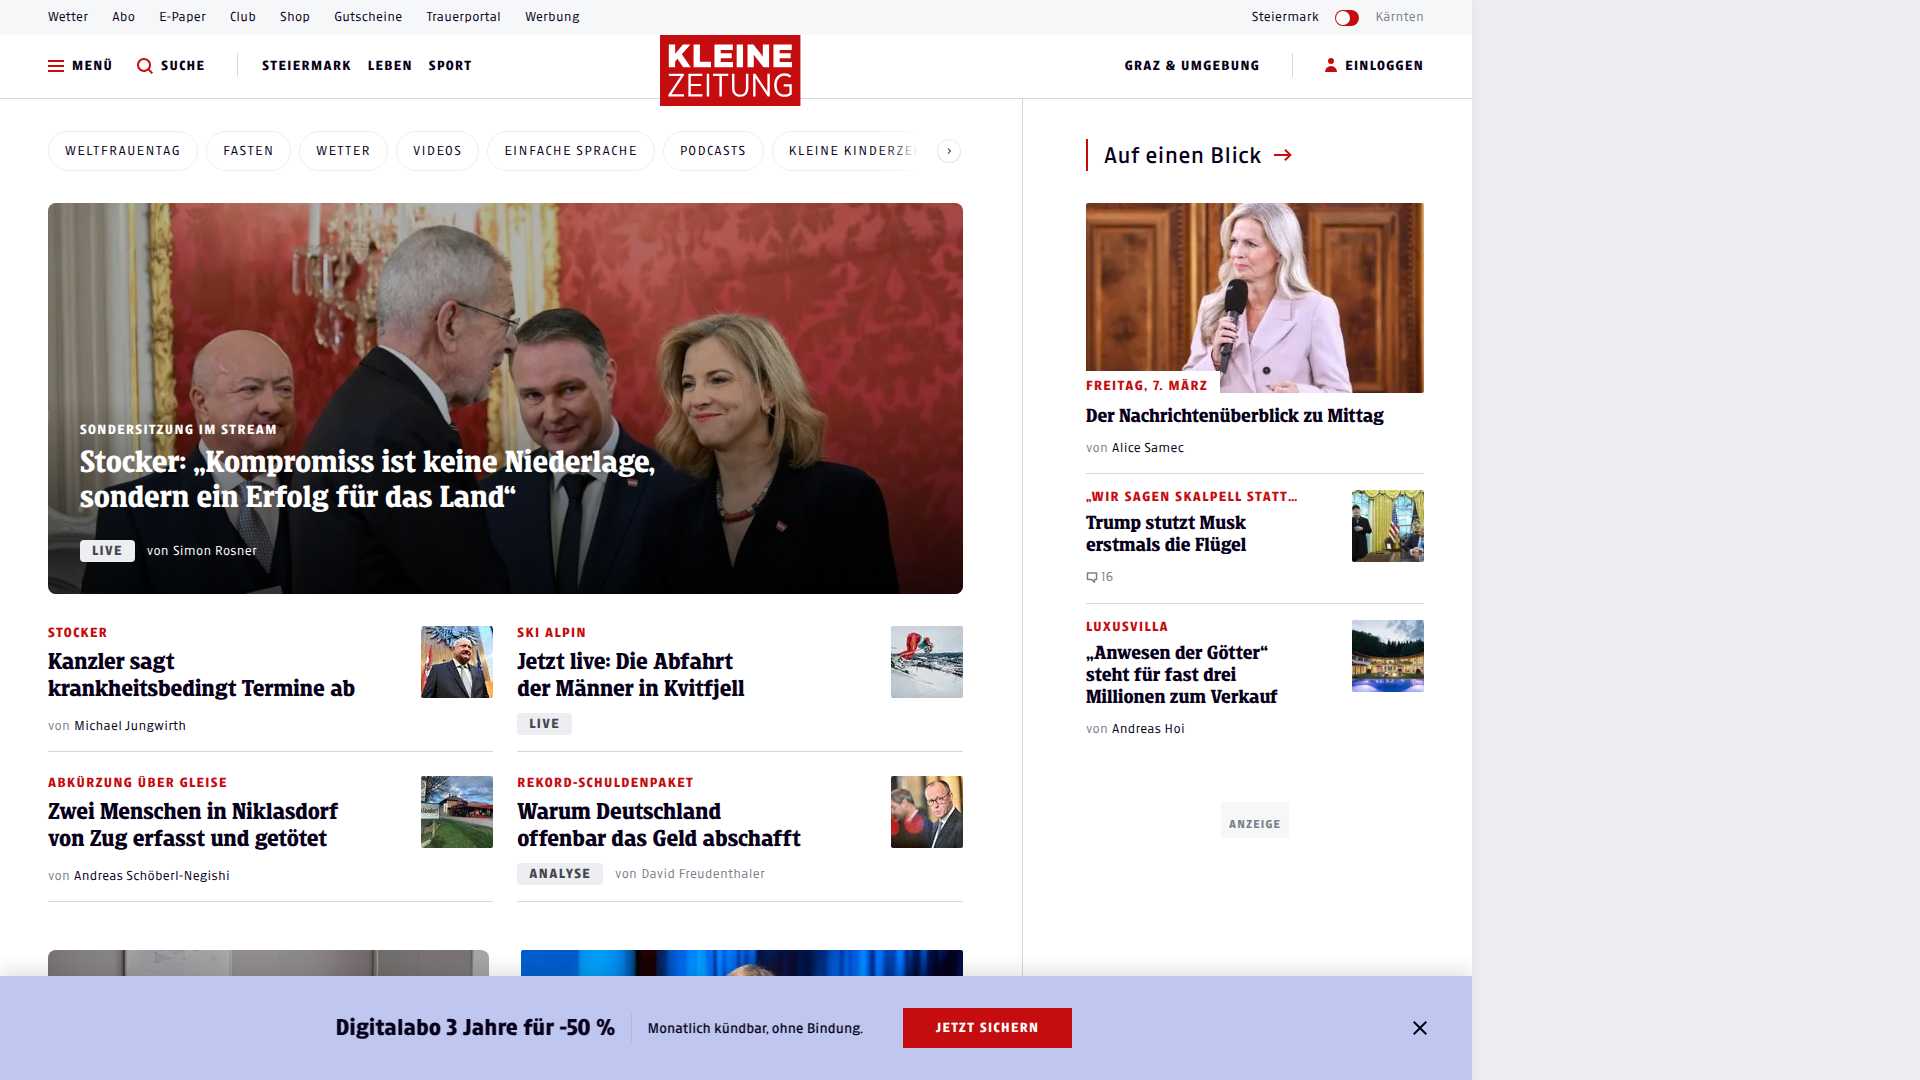 Wetter Abo E-Paper Club Shop Gutscheine Trauerportal Werbung Steiermark Kärnten
MENÜ SUCHE STEIERMARK LEBEN SPORT KLEINE ZEITUNG GRAZ & UMGEBUNG EINLOGGEN
WELTFRAUENTAG FASTEN WETTER VIDEOS EINFACHE SPRACHE PODCASTS KLEINE KINDERZE
SONDERSITZUNG IM STREAM
Stocker: „Kompromiss ist keine Niederlage,
sondern ein Erfolg für das Land“
LIVE von Simon Rosner
STOCKER
Kanzler sagt
krankheitsbedingt Termine ab
von Michael Jungwirth
SKI ALPIN
Jetzt live: Die Abfahrt
der Männer in Kvitfjell
LIVE
ABKÜRZUNG ÜBER GLEISE
Zwei Menschen in Niklasdorf
von Zug erfasst und getötet
von Andreas Schöberl-Negishi
REKORD-SCHULDENPAKET
Warum Deutschland
offenbar das Geld abschafft
ANALYSE von David Freudenthaler
Auf einen Blick
FREITAG, 7. MÄRZ
Der Nachrichtenüberblick zu Mittag
von Alice Samec
„WIR SAGEN SKALPELL STATT...
Trump stutzt Musk
erstmals die Flügel
16
LUXUSVILLA
„Anwesen der Götter“
steht für fast drei
Millionen zum Verkauf
von Andreas Hoi
ANZEIGE
Digitalabo 3 Jahre für -50 % Monatlich kündbar, ohne Bindung. JETZT SICHERN